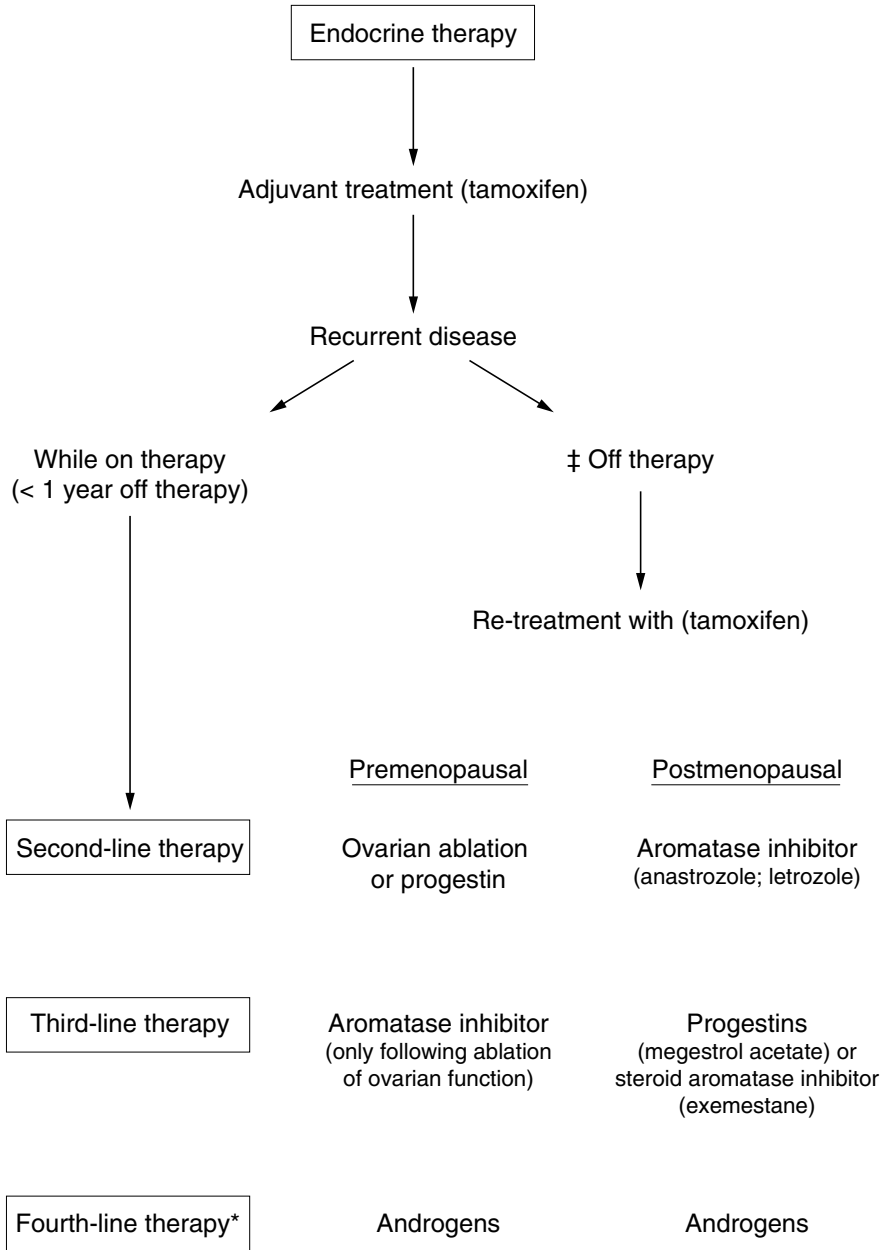 Endocrine therapy
Adjuvant treatment (tamoxifen)
Recurrent disease
While on therapy
(< 1 year off therapy)
‡ Off therapy
Re-treatment with (tamoxifen)
Premenopausal
Postmenopausal
Second-line therapy
Ovarian ablation
or progestin
Aromatase inhibitor
(anastrozole; letrozole)
Third-line therapy
Aromatase inhibitor
(only following ablation
of ovarian function)
Progestins
(megestrol acetate) or
steroid aromatase inhibitor
(exemestane)
Fourth-line therapy*
Androgens
Androgens